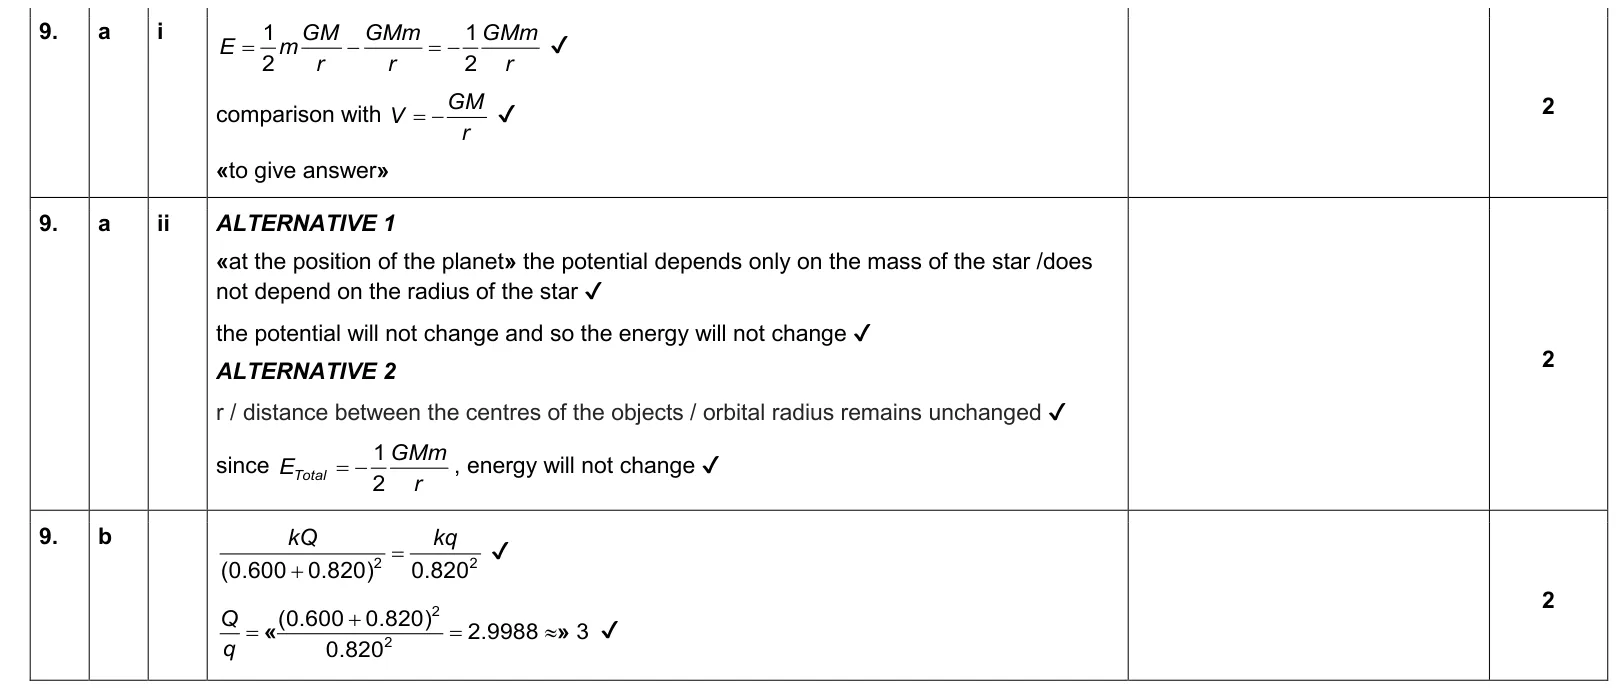 9. a i E = 1/2 m GM/r − GMm/r = −1/2 GMm/r ✓
comparison with V = −GM/r ✓
2
«to give answer»
9. a ii ALTERNATIVE 1
«at the position of the planet» the potential depends only on the mass of the star /does
not depend on the radius of the star ✓
the potential will not change and so the energy will not change ✓
2
ALTERNATIVE 2
r / distance between the centres of the objects / orbital radius remains unchanged ✓
since E_Total = −1/2 GMm/r , energy will not change ✓
9. b kQ/(0.600 + 0.820)² = kq/0.820² ✓
2
Q/q = «(0.600 + 0.820)²/0.820² = 2.9988 ≈» 3 ✓